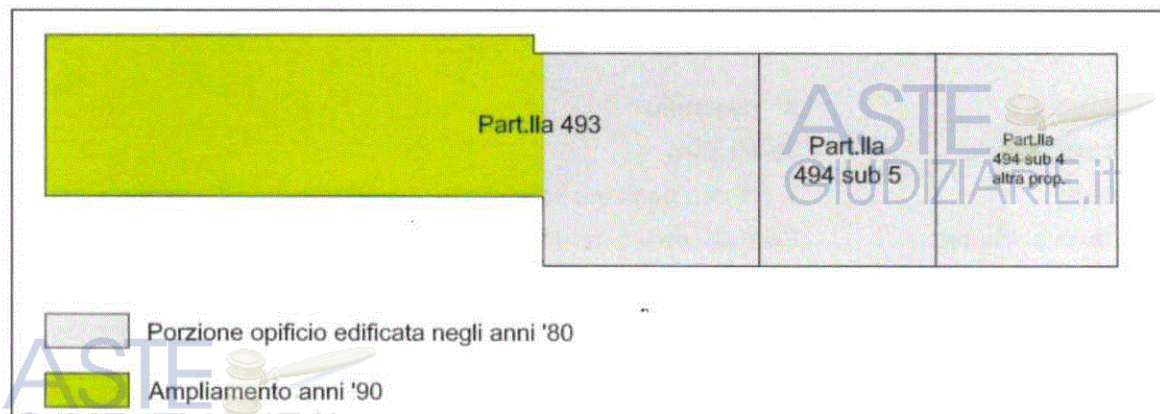 Part.lla 493
Part.lla
494 sub 5
Part.lla
494 sub 4
altra prop.
ASTE
GIUDIZIARIE.it
Porzione opificio edificata negli anni '80
Ampliamento anni '90
ASTE